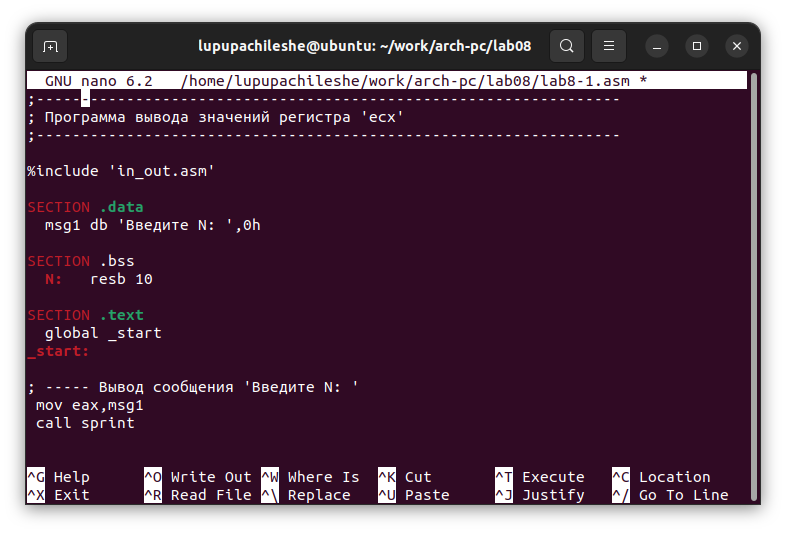 lupupachileshe@ubuntu: ~/work/arch-pc/lab08
GNU nano 6.2 /home/lupupachileshe/work/arch-pc/lab08/lab8-1.asm *
;-----------------------------------------------------------------
; Программа вывода значений регистра 'ecx'
;-----------------------------------------------------------------
%include 'in_out.asm'
SECTION .data
msg1 db 'Введите N: ',0h
SECTION .bss
N: resb 10
SECTION .text
global _start
_start:
; ----- Вывод сообщения 'Введите N: '
mov eax,msg1
call sprint
^G Help ^O Write Out ^W Where Is ^K Cut ^T Execute ^C Location
^X Exit ^R Read File ^\ Replace ^U Paste ^J Justify ^/ Go To Line